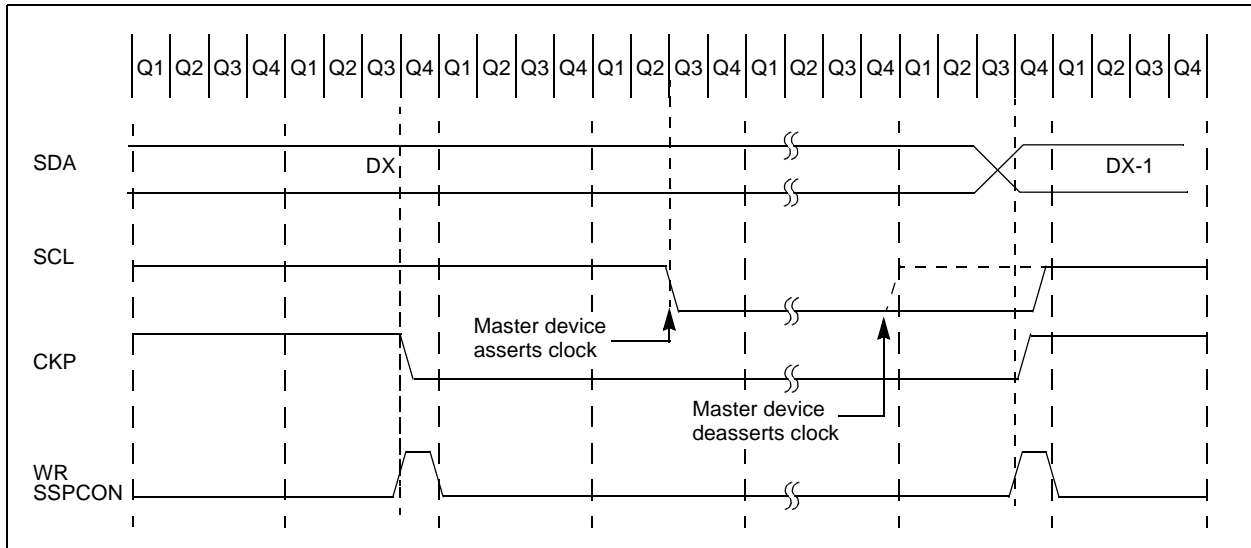 Q1 Q2 Q3 Q4 Q1 Q2 Q3 Q4 Q1 Q2 Q3 Q4 Q1 Q2 Q3 Q4 Q1 Q2 Q3 Q4 Q1 Q2 Q3 Q4 Q1 Q2 Q3 Q4
SDA
DX
DX-1
SCL
Master device
asserts clock
CKP
Master device
deasserts clock
WR
SSPCON